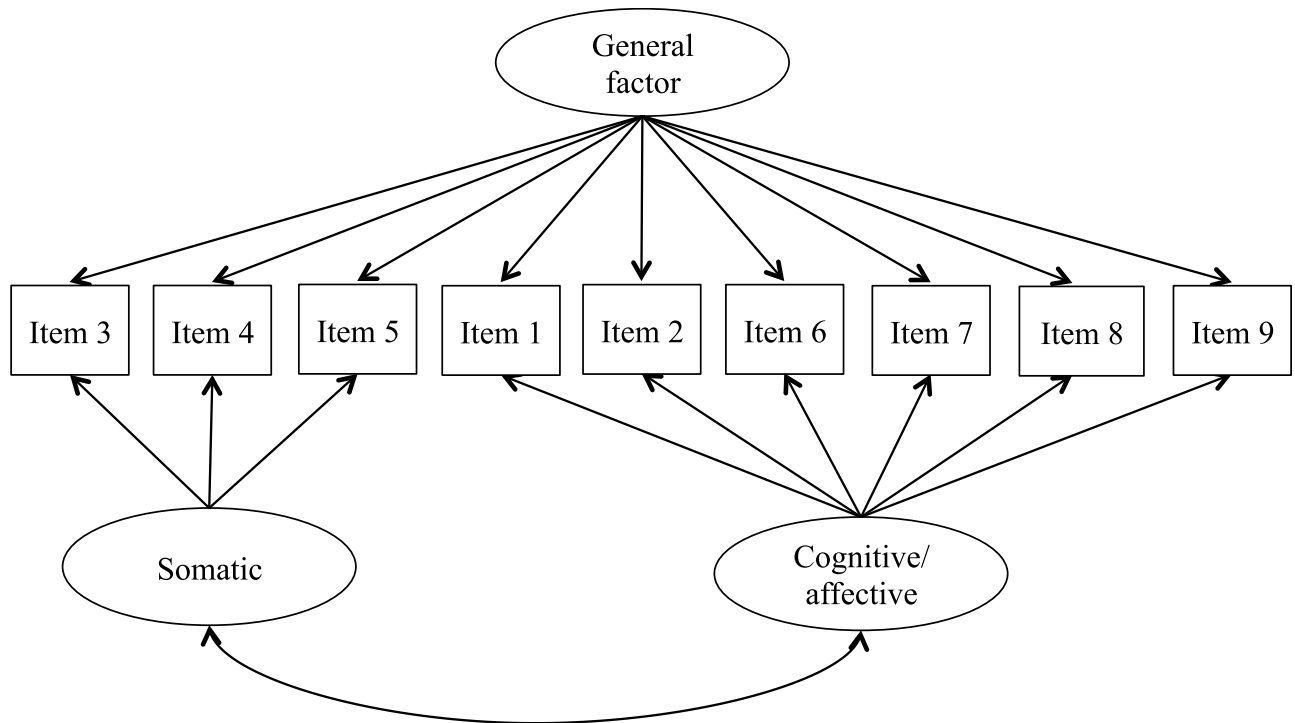 General
factor
Item 3
Item 4
Item 5
Item 1
Item 2
Item 6
Item 7
Item 8
Item 9
Somatic
Cognitive/
affective